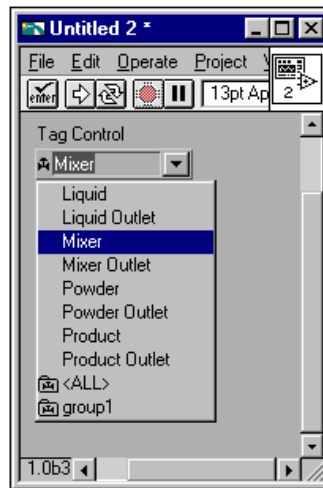 Untitled 2 *
File Edit Operate Project
enter 13pt Ap 2
Tag Control
Mixer
Liquid
Liquid Outlet
Mixer
Mixer Outlet
Powder
Powder Outlet
Product
Product Outlet
<ALL>
group1
1.0b3